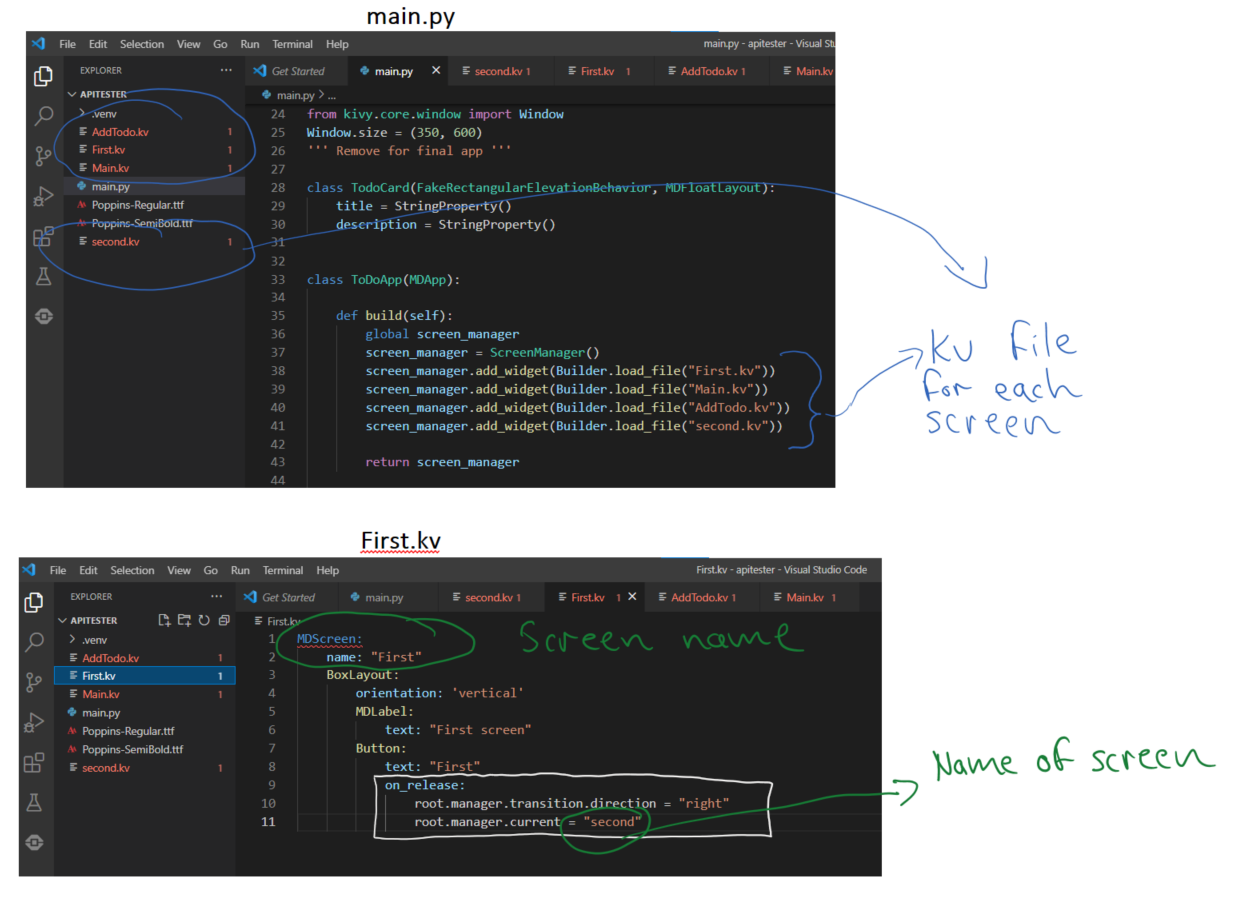 main.py
File Edit Selection View Go Run Terminal Help
main.py - apitester - Visual Stu
EXPLORER ...
Get Started
main.py ×
second.kv 1
First.kv 1
AddTodo.kv 1
Main.kv
APITESTER
.venv
AddTodo.kv 1
First.kv 1
Main.kv 1
main.py
Poppins-Regular.ttf
Poppins-SemiBold.ttf
second.kv 1
main.py > ...
24 from kivy.core.window import Window
25 Window.size = (350, 600)
26 ''' Remove for final app '''
27
28 class TodoCard(FakeRectangularElevationBehavior, MDFloatLayout):
29 title = StringProperty()
30 description = StringProperty()
31
32
33 class ToDoApp(MDApp):
34
35 def build(self):
36 global screen_manager
37 screen_manager = ScreenManager()
38 screen_manager.add_widget(Builder.load_file("First.kv"))
39 screen_manager.add_widget(Builder.load_file("Main.kv"))
40 screen_manager.add_widget(Builder.load_file("AddTodo.kv"))
41 screen_manager.add_widget(Builder.load_file("second.kv"))
42
43 return screen_manager
44
Kv file
for each
screen
First.kv
File Edit Selection View Go Run Terminal Help
First.kv - apitester - Visual Studio Code
EXPLORER ...
Get Started
main.py
second.kv 1
First.kv 1 ×
AddTodo.kv 1
Main.kv 1
APITESTER
.venv
AddTodo.kv 1
First.kv 1
Main.kv 1
main.py
Poppins-Regular.ttf
Poppins-SemiBold.ttf
second.kv 1
First.kv
1 MDScreen:
2 name: "First"
3 BoxLayout:
4 orientation: 'vertical'
5 MDLabel:
6 text: "First screen"
7 Button:
8 text: "First"
9 on_release:
10 root.manager.transition.direction = "right"
11 root.manager.current = "second"
Screen name
Name of screen